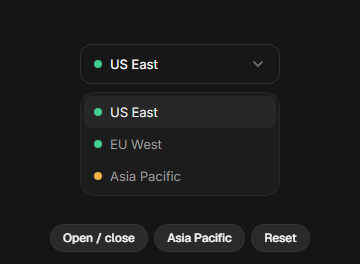 US East
US East
EU West
Asia Pacific
Open / close
Asia Pacific
Reset